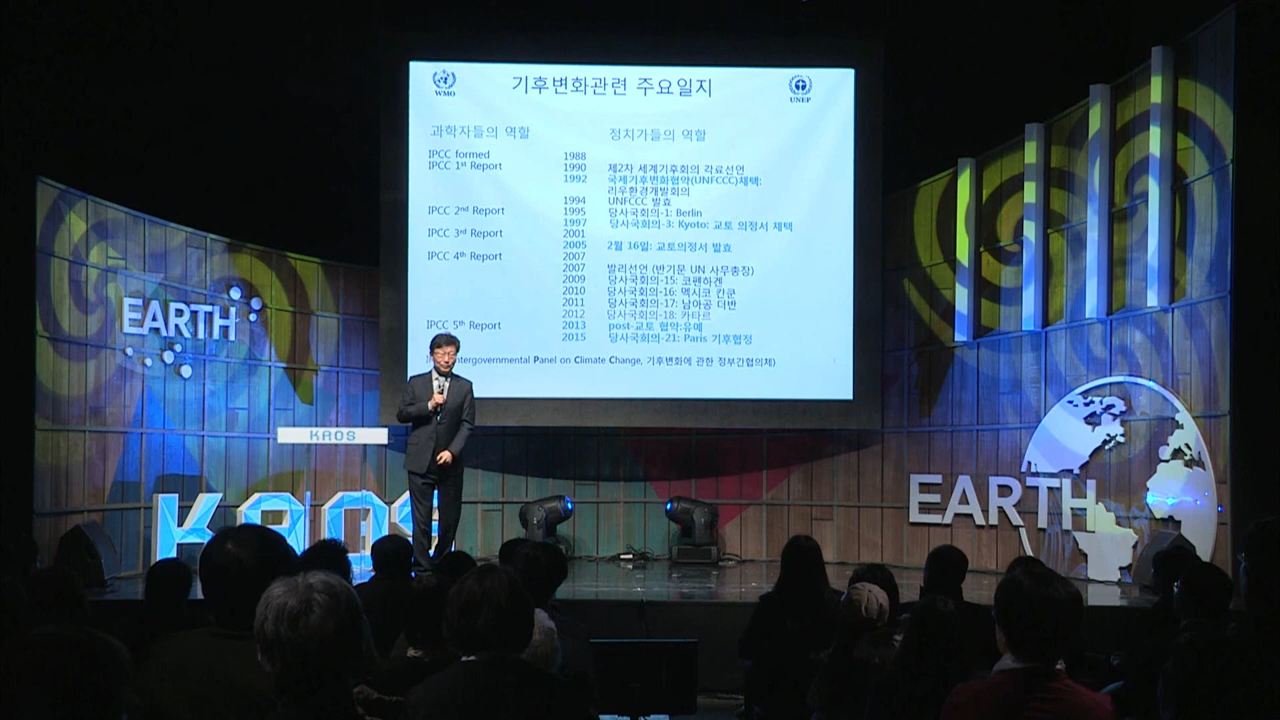 WMO
기후변화관련 주요일지
UNEP
과학자들의 역할 정치가들의 역할
IPCC formed 1988
IPCC 1st Report 1990 제2차 세계기후회의 각료선언
1992 국제기후변화협약(UNFCCC)채택:
리우환경개발회의
1994 UNFCCC 발효
IPCC 2nd Report 1995 당사국회의-1: Berlin
1997 당사국회의-3: Kyoto: 교토 의정서 채택
IPCC 3rd Report 2001
2005 2월 16일: 교토의정서 발효
IPCC 4th Report 2007
2007 발리선언 (반기문 UN 사무총장)
2009 당사국회의-15: 코펜하겐
2010 당사국회의-16: 멕시코 칸쿤
2011 당사국회의-17: 남아공 더반
2012 당사국회의-18: 카타르
IPCC 5th Report 2013 post-교토 협약:유예
2015 당사국회의-21: Paris 기후협정
ntergovernmental Panel on Climate Change, 기후변화에 관한 정부간협의체)
EARTH
KAOS
KAOS
EARTH